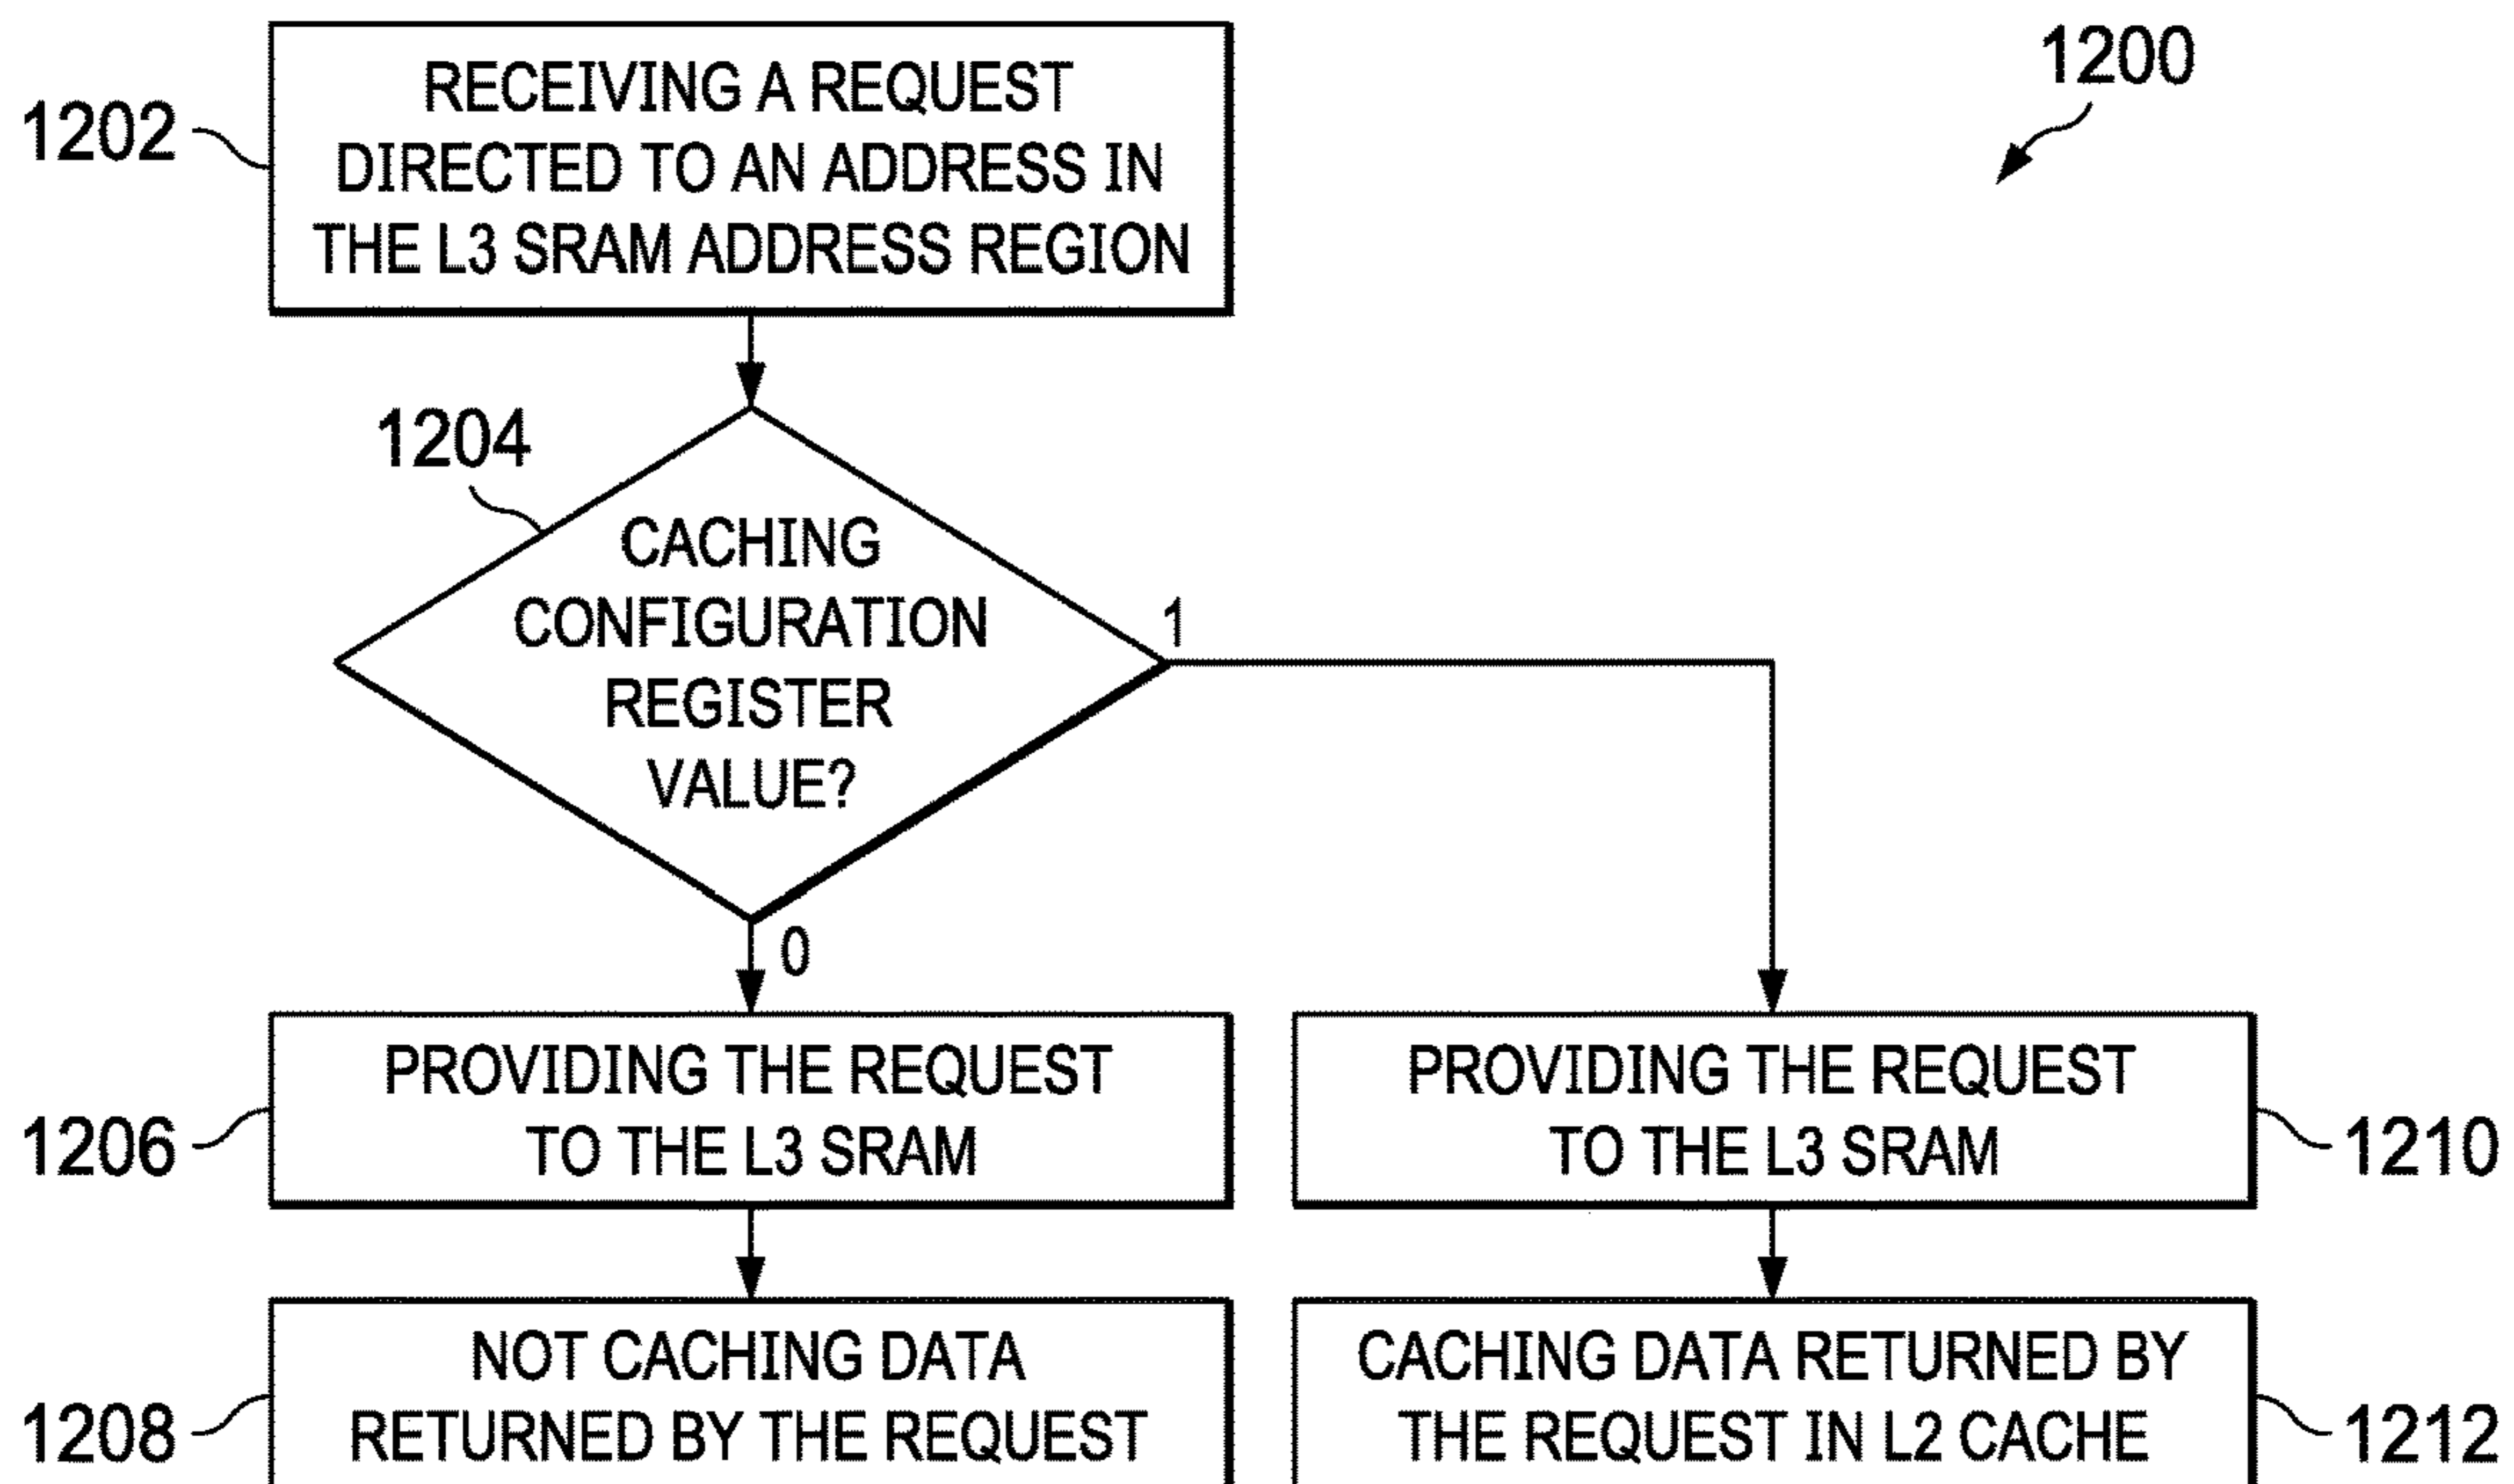 1200
1202
RECEIVING A REQUEST
DIRECTED TO AN ADDRESS IN
THE L3 SRAM ADDRESS REGION
1204
CACHING
CONFIGURATION
REGISTER
VALUE?
1
0
1206
PROVIDING THE REQUEST
TO THE L3 SRAM
PROVIDING THE REQUEST
TO THE L3 SRAM
1210
1208
NOT CACHING DATA
RETURNED BY THE REQUEST
CACHING DATA RETURNED BY
THE REQUEST IN L2 CACHE
1212